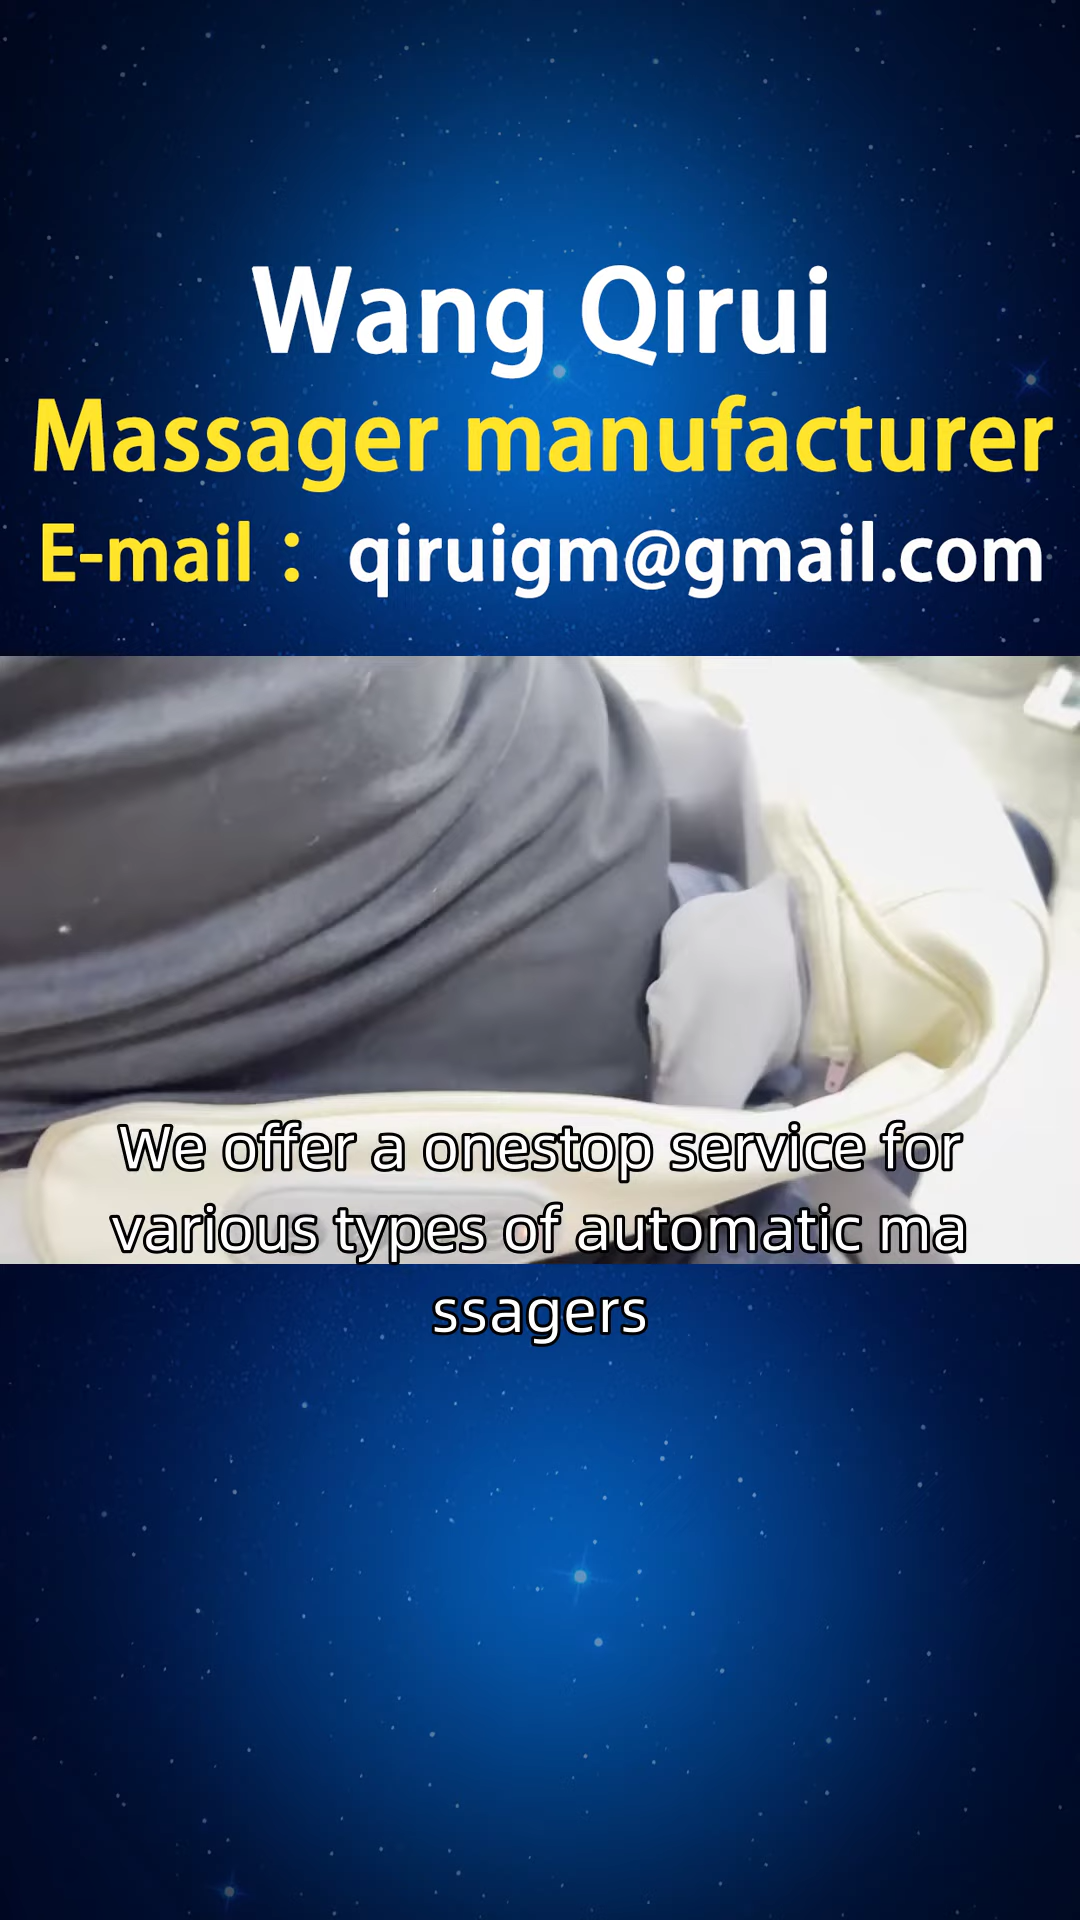 Wang Qirui
Massager manufacturer
E-mail： qiruigm@gmail.com
We offer a onestop service for
various types of automatic ma
ssagers